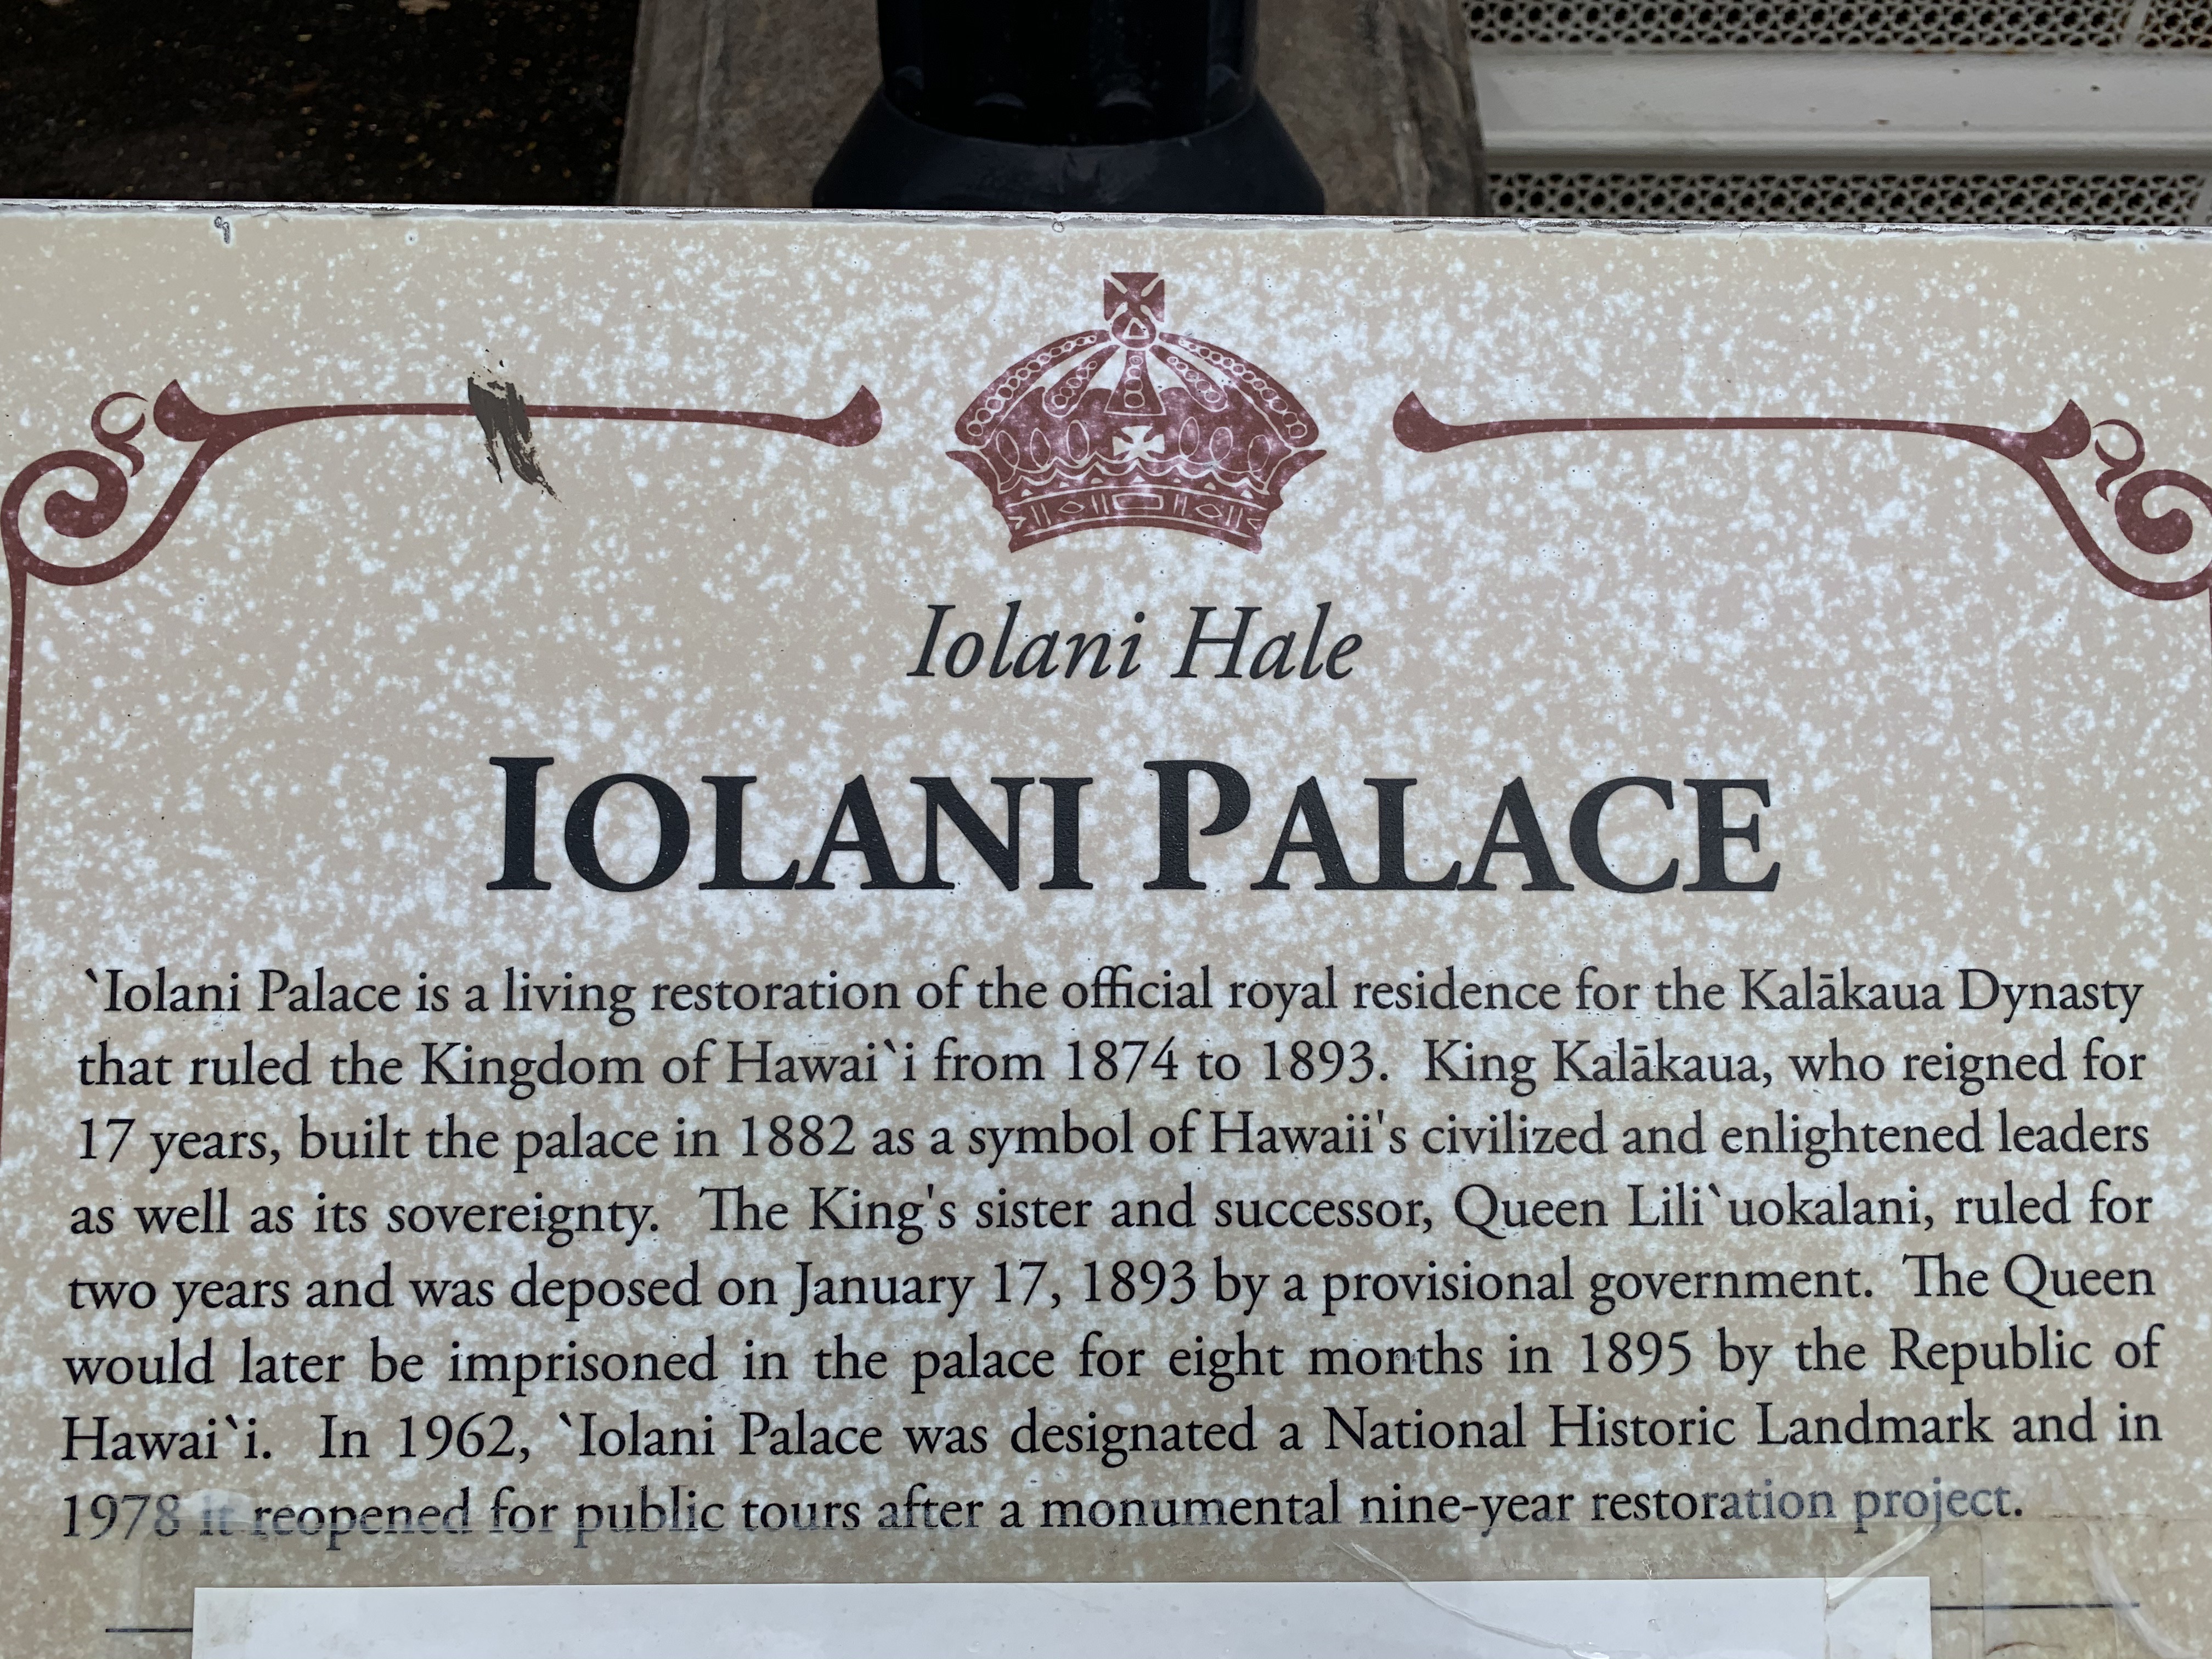 Iolani Hale
IOLANI PALACE
`Iolani Palace is a living restoration of the official royal residence for the Kalākaua Dynasty
that ruled the Kingdom of Hawai`i from 1874 to 1893. King Kalākaua, who reigned for
17 years, built the palace in 1882 as a symbol of Hawaii's civilized and enlightened leaders
as well as its sovereignty. The King's sister and successor, Queen Lili`uokalani, ruled for
two years and was deposed on January 17, 1893 by a provisional government. The Queen
would later be imprisoned in the palace for eight months in 1895 by the Republic of
Hawai`i. In 1962, `Iolani Palace was designated a National Historic Landmark and in
1978 it reopened for public tours after a monumental nine-year restoration project.